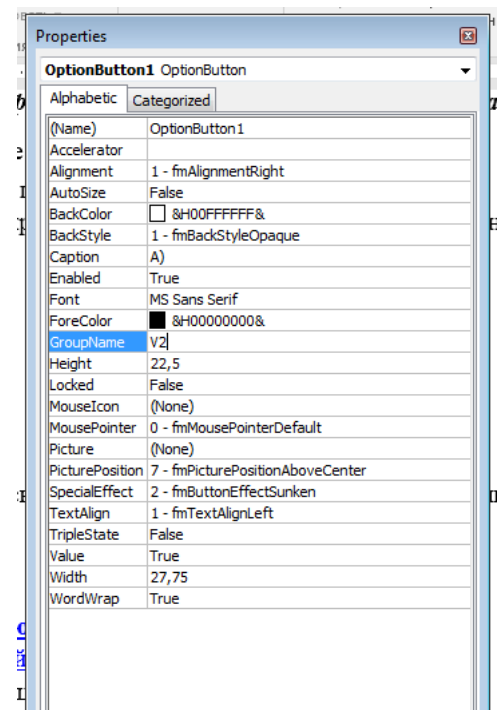 Properties
OptionButton1 OptionButton
Alphabetic Categorized
(Name) OptionButton1
Accelerator
Alignment 1 - fmAlignmentRight
AutoSize False
BackColor &H00FFFFFF&
BackStyle 1 - fmBackStyleOpaque
Caption A)
Enabled True
Font MS Sans Serif
ForeColor &H00000000&
GroupName V2
Height 22,5
Locked False
MouseIcon (None)
MousePointer 0 - fmMousePointerDefault
Picture (None)
PicturePosition 7 - fmPicturePositionAboveCenter
SpecialEffect 2 - fmButtonEffectSunken
TextAlign 1 - fmTextAlignLeft
TripleState False
Value True
Width 27,75
WordWrap True